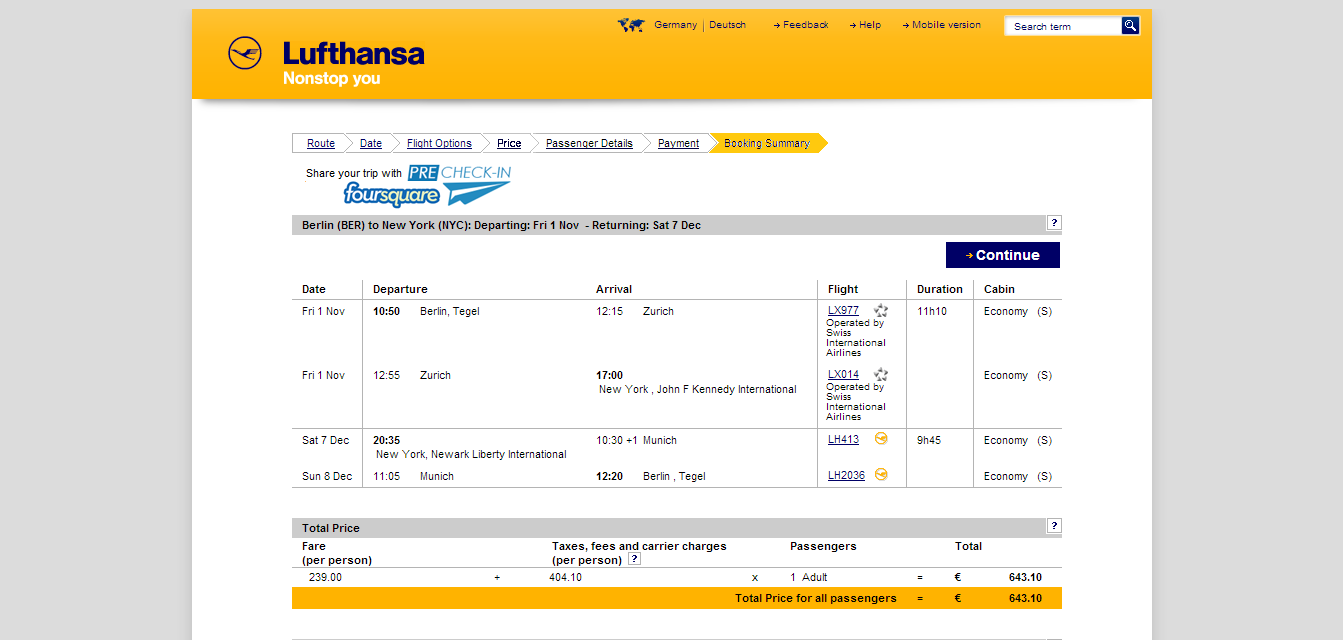 Germany | Deutsch → Feedback → Help → Mobile version Search term
Lufthansa
Nonstop you
Route Date Flight Options Price Passenger Details Payment Booking Summary
Share your trip with PRE CHECK-IN
foursquare
Berlin (BER) to New York (NYC): Departing: Fri 1 Nov - Returning: Sat 7 Dec ?
→ Continue
Date Departure Arrival Flight Duration Cabin
Fri 1 Nov 10:50 Berlin, Tegel 12:15 Zurich LX977 11h10 Economy (S)
Operated by
Swiss
International
Airlines
Fri 1 Nov 12:55 Zurich 17:00 LX014 Economy (S)
New York , John F Kennedy International
Operated by
Swiss
International
Airlines
Sat 7 Dec 20:35 10:30 +1 Munich LH413 9h45 Economy (S)
New York, Newark Liberty International
Sun 8 Dec 11:05 Munich 12:20 Berlin , Tegel LH2036 Economy (S)
Total Price ?
Fare Taxes, fees and carrier charges Passengers Total
(per person) (per person) ?
239.00 + 404.10 x 1 Adult = € 643.10
Total Price for all passengers = € 643.10